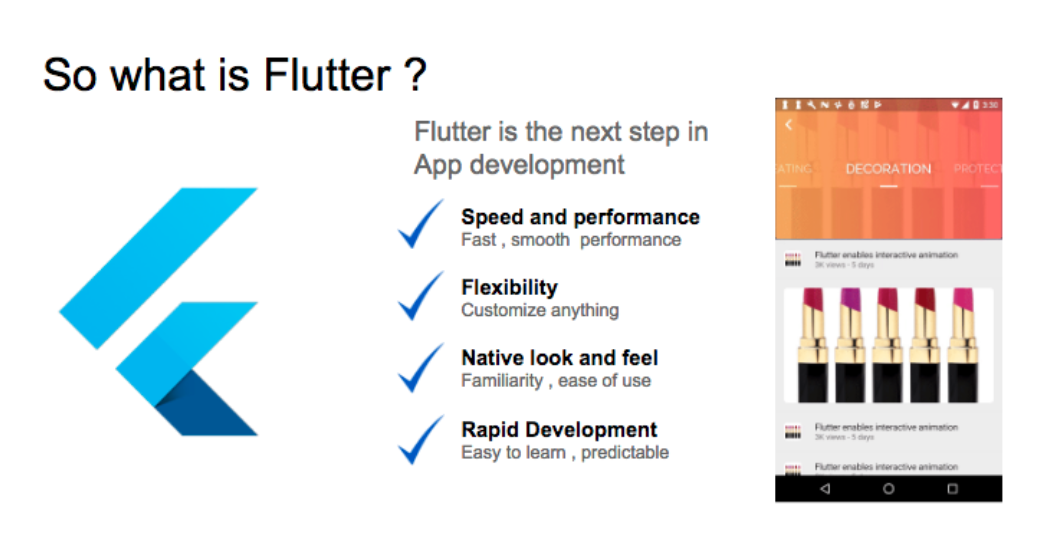 So what is Flutter ?
Flutter is the next step in
App development
Speed and performance
Fast , smooth performance
Flexibility
Customize anything
Native look and feel
Familiarity , ease of use
Rapid Development
Easy to learn , predictable
3:30
ATING DECORATION PROTECT
Flutter enables interactive animation
3K views - 5 days
Flutter enables interactive animation
3K views - 5 days
Flutter enables interactive animation